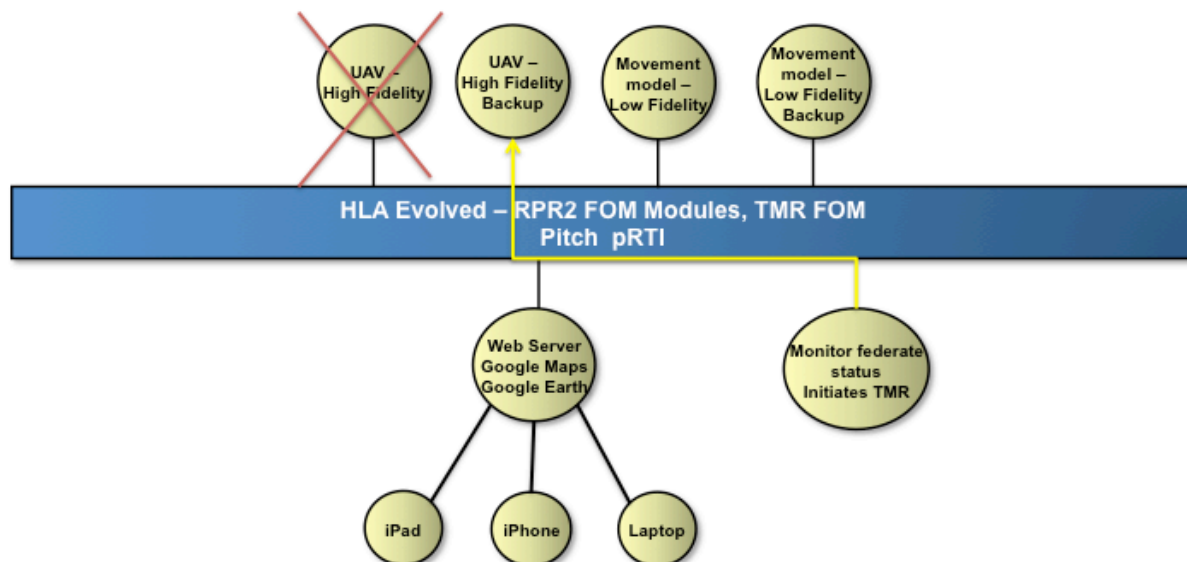 UAV –
High Fidelity
UAV –
High Fidelity
Backup
Movement
model –
Low Fidelity
Movement
model –
Low Fidelity
Backup
HLA Evolved – RPR2 FOM Modules, TMR FOM
Pitch pRTI
Web Server
Google Maps
Google Earth
Monitor federate
status
Initiates TMR
iPad
iPhone
Laptop